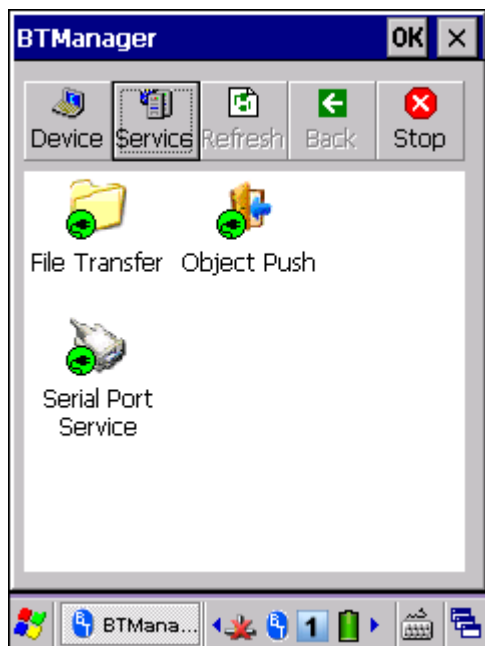 BTManager OK ×
Device Service Refresh Back Stop
File Transfer Object Push
Serial Port
Service
BTMana... 1